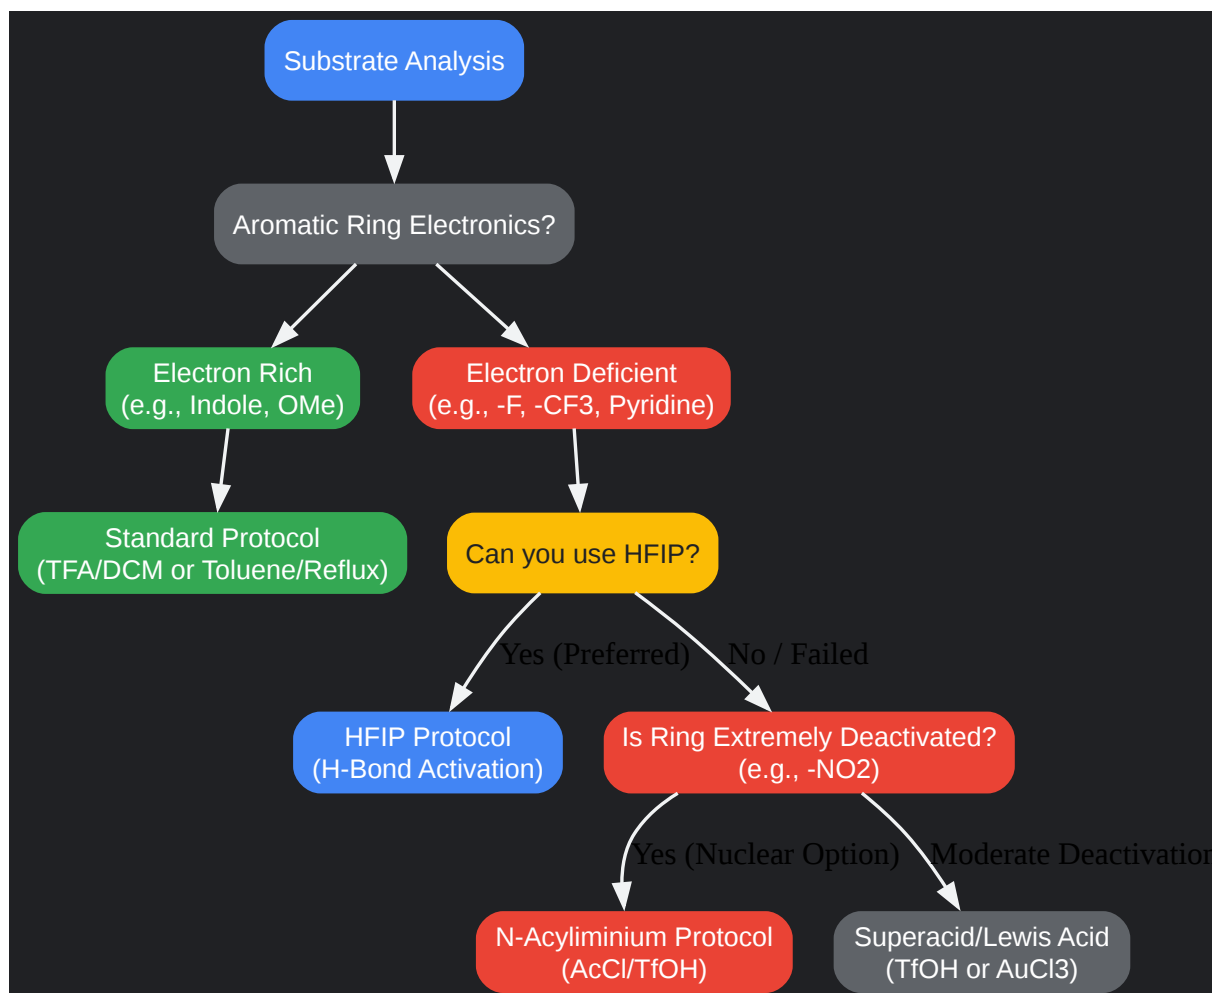 Substrate Analysis
Aromatic Ring Electronics?
Electron Rich
(e.g., Indole, OMe)
Electron Deficient
(e.g., -F, -CF3, Pyridine)
Standard Protocol
(TFA/DCM or Toluene/Reflux)
Can you use HFIP?
Yes (Preferred)
No / Failed
HFIP Protocol
(H-Bond Activation)
Is Ring Extremely Deactivated?
(e.g., -NO2)
Yes (Nuclear Option)
Moderate Deactivation
N-Acyliminium Protocol
(AcCl/TfOH)
Superacid/Lewis Acid
(TfOH or AuCl3)